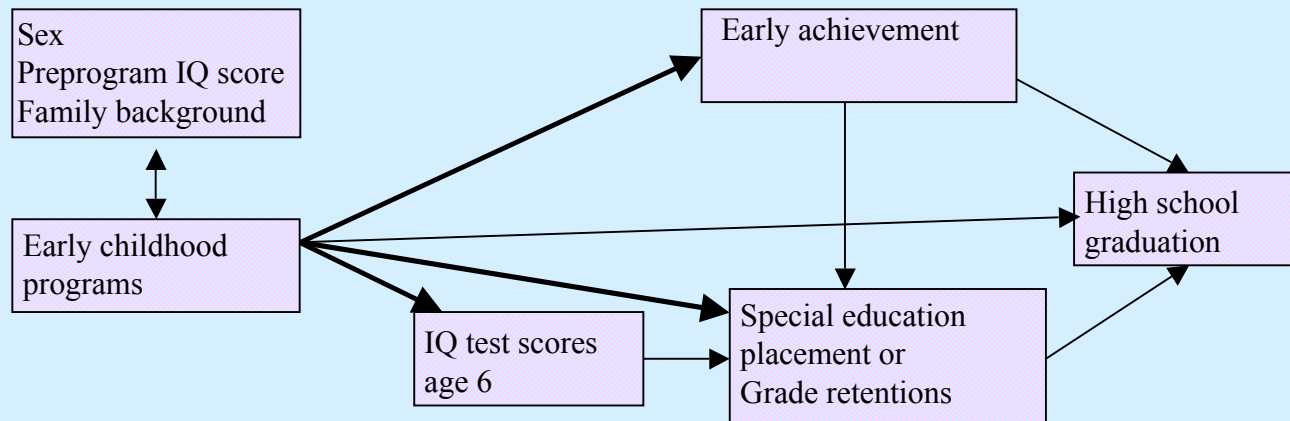 Sex
Preprogram IQ score
Family background
Early achievement
High school
graduation
Early childhood
programs
IQ test scores
age 6
Special education
placement or
Grade retentions